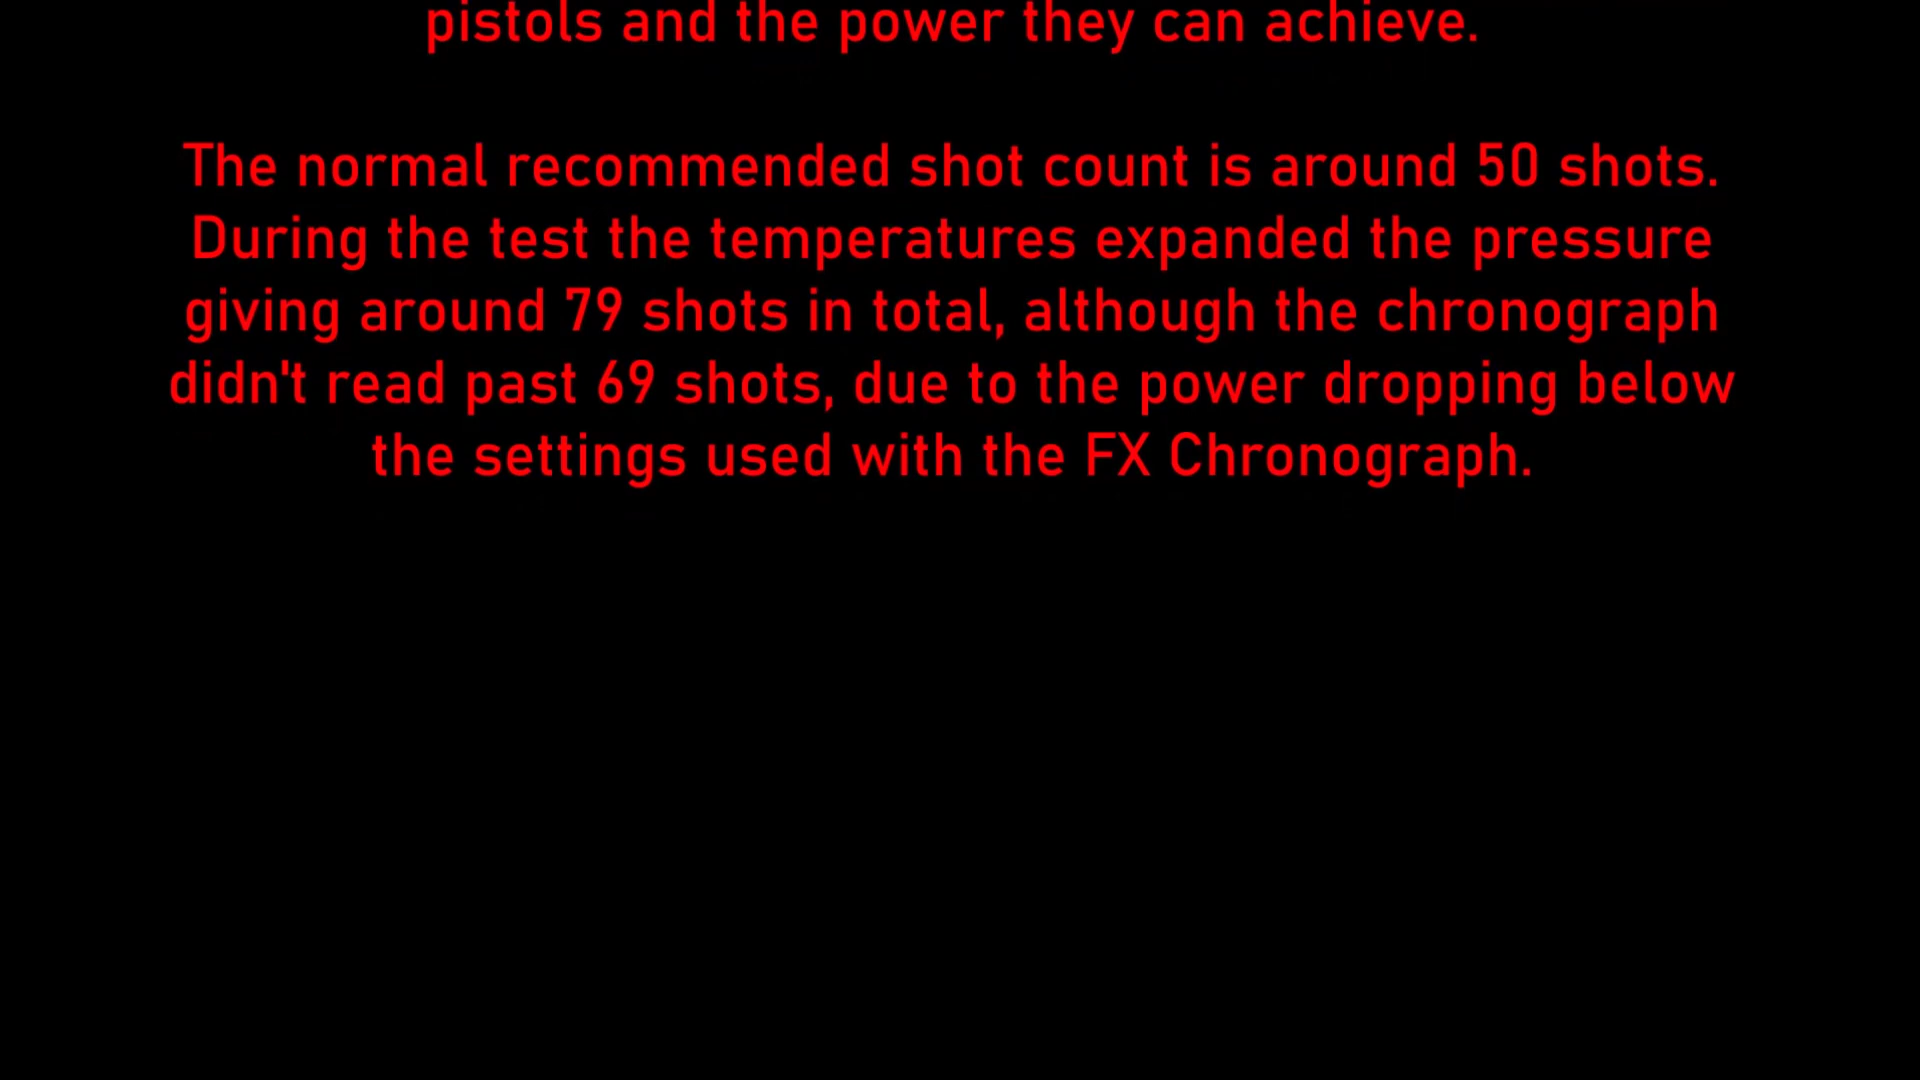 pistols and the power they can achieve.
The normal recommended shot count is around 50 shots.
During the test the temperatures expanded the pressure
giving around 79 shots in total, although the chronograph
didn't read past 69 shots, due to the power dropping below
the settings used with the FX Chronograph.